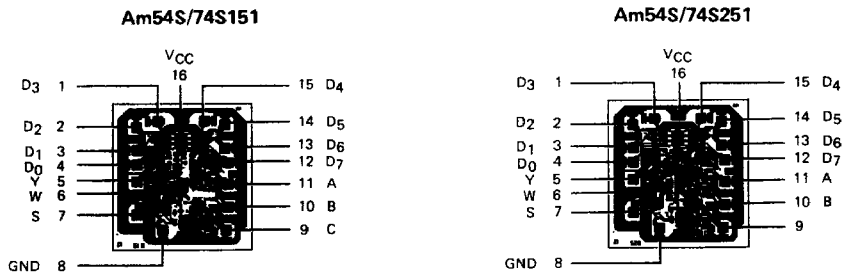 Am54S/74S151
VCC
16
D3 1
15 D4
D2 2
14 D5
D1 3
13 D6
D0 4
12 D7
Y 5
11 A
W 6
10 B
S 7
9 C
GND 8
Am54S/74S251
VCC
16
D3 1
15 D4
D2 2
14 D5
D1 3
13 D6
D0 4
12 D7
Y 5
11 A
W 6
10 B
S 7
9
GND 8